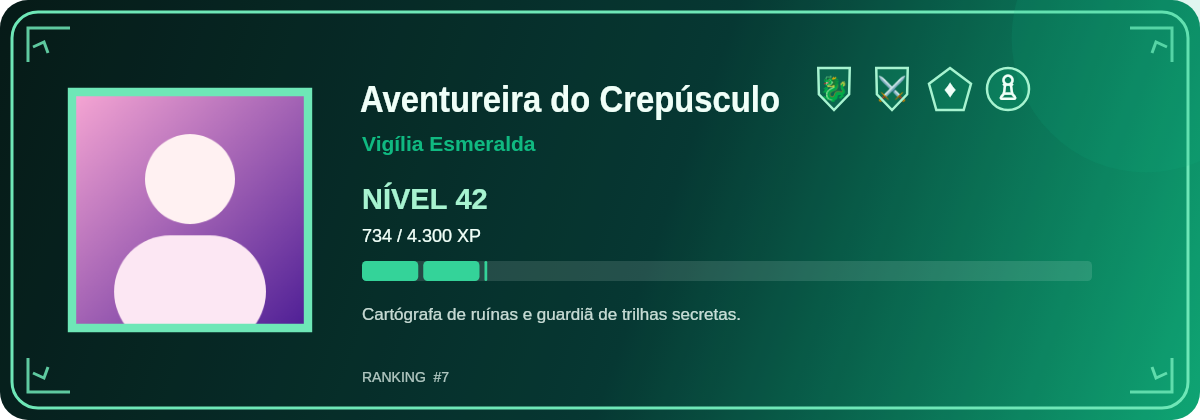 Aventureira do Crepúsculo
Vigília Esmeralda
NÍVEL 42
734 / 4.300 XP
Cartógrafa de ruínas e guardiã de trilhas secretas.
RANKING #7